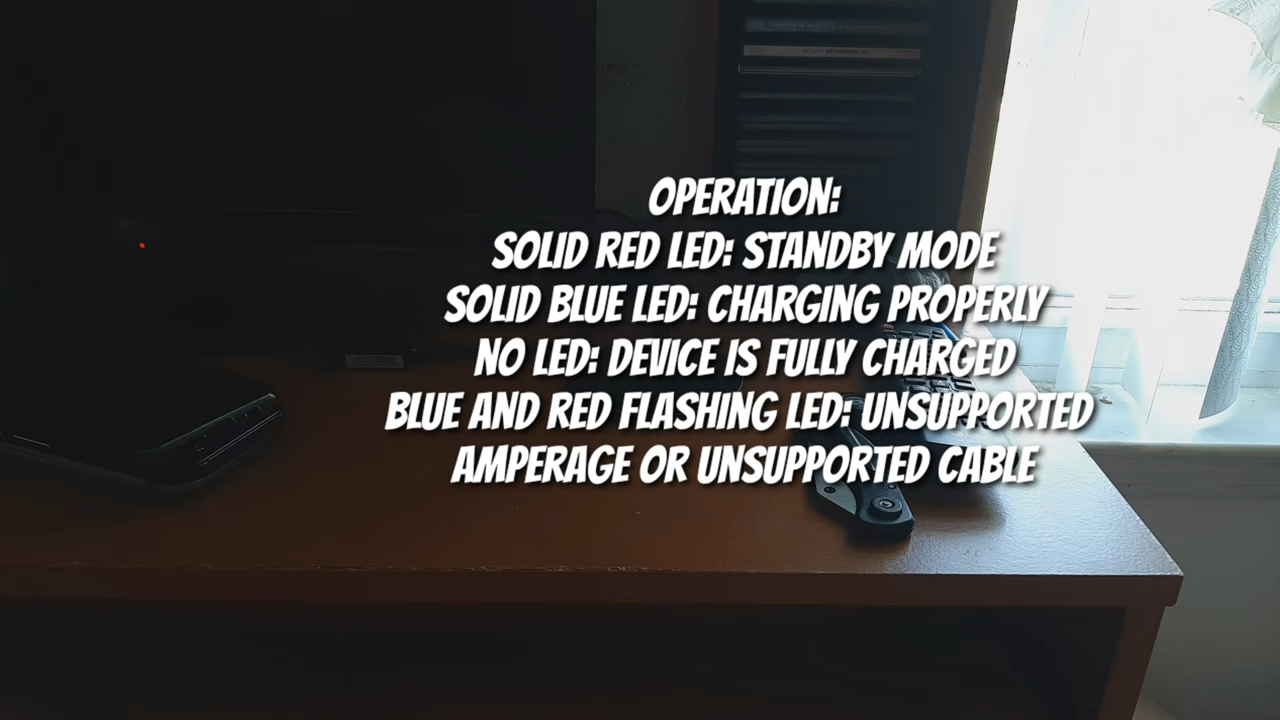 OPERATION:
SOLID RED LED: STANDBY MODE
SOLID BLUE LED: CHARGING PROPERLY
NO LED: DEVICE IS FULLY CHARGED
BLUE AND RED FLASHING LED: UNSUPPORTED
AMPERAGE OR UNSUPPORTED CABLE